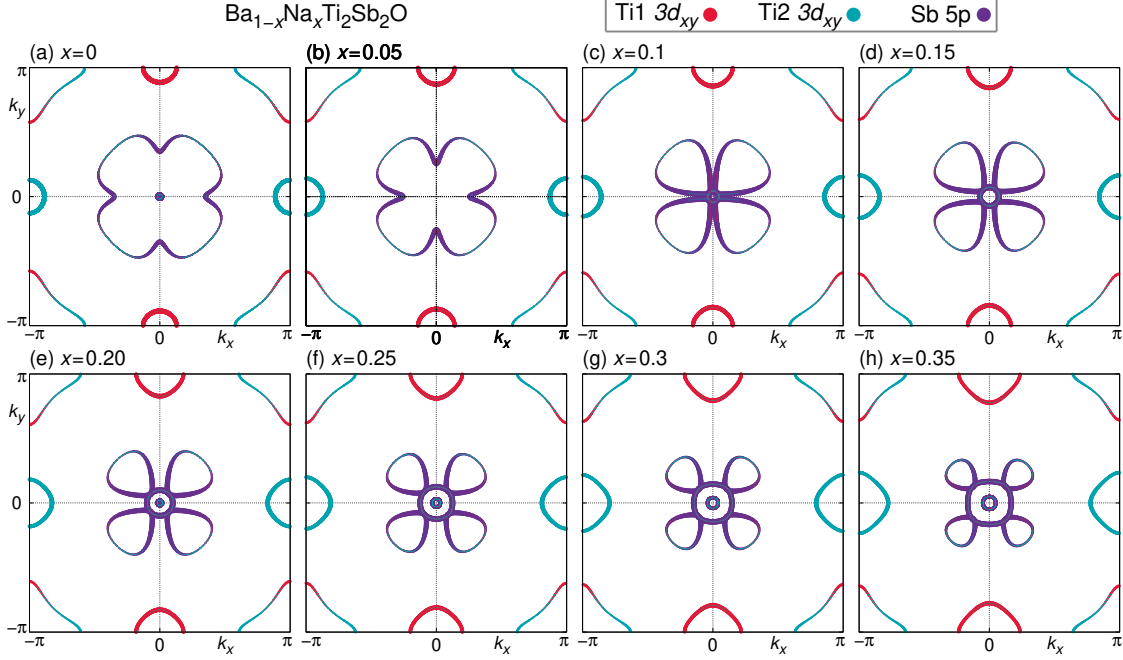 Ba₁₋ₓNaₓTi₂Sb₂O
Ti1 3dxy Ti2 3dxy Sb 5p
(a) x=0 (b) x=0.05 (c) x=0.1 (d) x=0.15
π
ky
0
−π
−π 0 kx π −π 0 kx π 0 kx π 0 kx π
(e) x=0.20 (f) x=0.25 (g) x=0.3 (h) x=0.35
π
ky
0
−π
−π 0 kx π 0 kx π 0 kx π 0 kx π